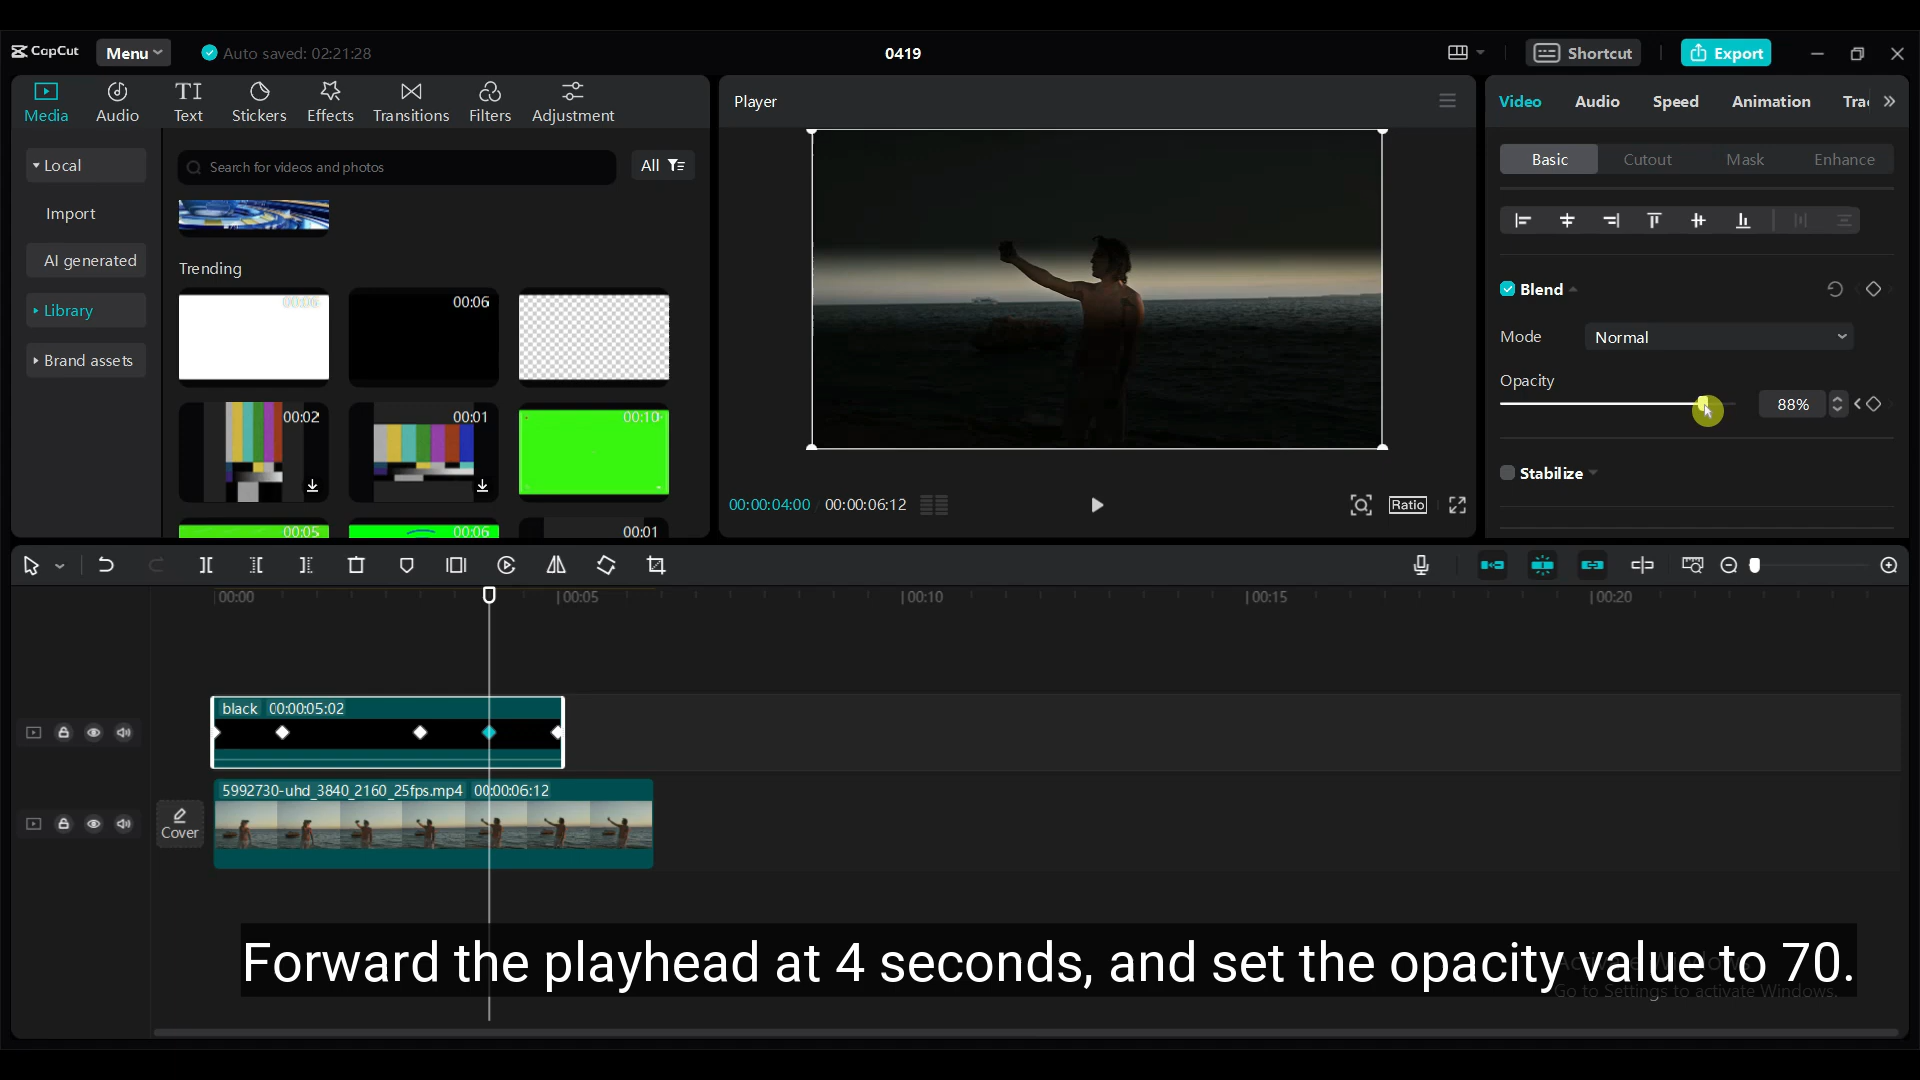 CapCut
Menu
Auto saved: 02:21:28
0419
Shortcut
Export
Media
Audio
Text
Stickers
Effects
Transitions
Filters
Adjustment
Player
Video
Audio
Speed
Animation
Tra
Local
Import
AI generated
Library
Brand assets
Search for videos and photos
All
Trending
00:06
00:06
00:02
00:01
00:10
00:05
00:06
00:01
Basic
Cutout
Mask
Enhance
Blend
Mode
Normal
Opacity
88%
Stabilize
00:00:04:00 / 00:00:06:12
Ratio
00:00
00:05
00:10
00:15
00:20
black 00:00:05:02
5992730-uhd_3840_2160_25fps.mp4 00:00:06:12
Cover
Forward the playhead at 4 seconds, and set the opacity value to 70.
Go to Settings to activate Windows.